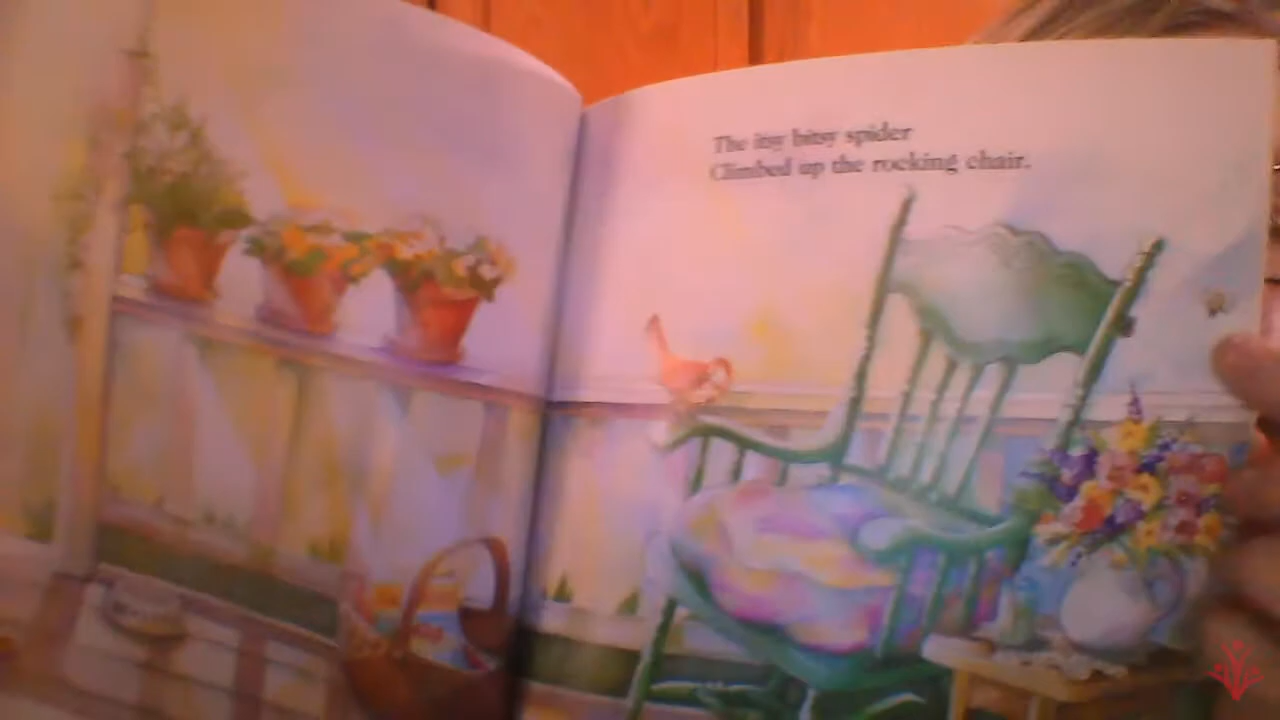 The itsy bitsy spider
Climbed up the rocking chair.